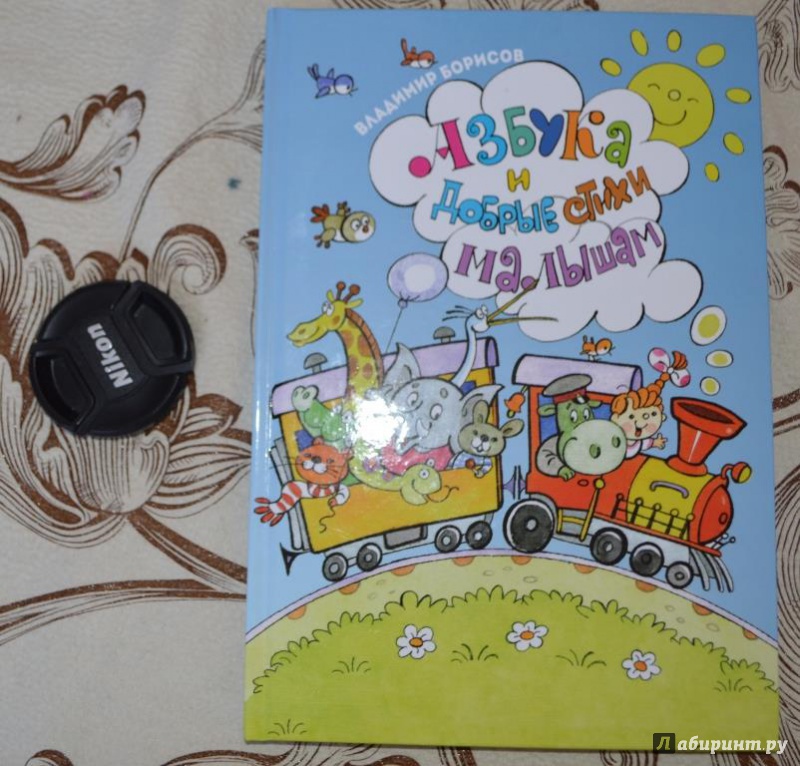 ВЛАДИМИР БОРИСОВ
АЗБУКА
и
ДОБРЫЕ СТИХИ
МАЛЫШАМ
Nikon
Лабиринт.ру